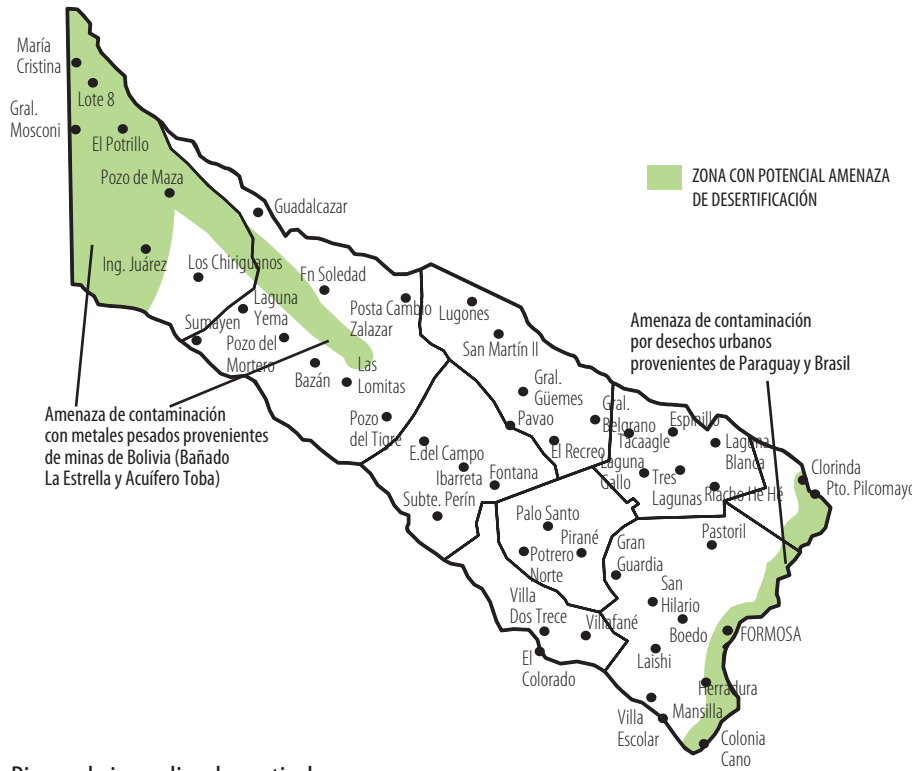 María
Cristina
Lote 8
Gral.
Mosconi
El Potrillo
Pozo de Maza
ZONA CON POTENCIAL AMENAZA
DE DESERTIFICACIÓN
Guadalcazar
Ing. Juárez
Los Chiriguanos
Fn Soledad
Laguna
Yema
Posta Cambio
Zalazar
Lugones
Sumayen
Pozo del
Mortero
San Martín II
Amenaza de contaminación
por desechos urbanos
provenientes de Paraguay y Brasil
Bazán
Las
Lomitas
Gral.
Güemes
Amenaza de contaminación
con metales pesados provenientes
de minas de Bolivia (Bañado
La Estrella y Acuífero Toba)
Pozo
del Tigre
Pavao
Gral.
Belgrano
Tacaagle
Espinillo
Laguna
Blanca
E.del Campo
Ibarreta
El Recreo
Laguna
Gallo
Tres
Lagunas
Riacho He Hé
Clorinda
Pto. Pilcomayo
Fontana
Subte. Perín
Palo Santo
Pirané
Potrero
Norte
Gran
Guardia
Pastoril
San
Hilario
Villa
Dos Trece
Villafañé
Boedo
FORMOSA
El
Colorado
Laishi
Herradura
Villa
Escolar
Mansilla
Colonia
Cano